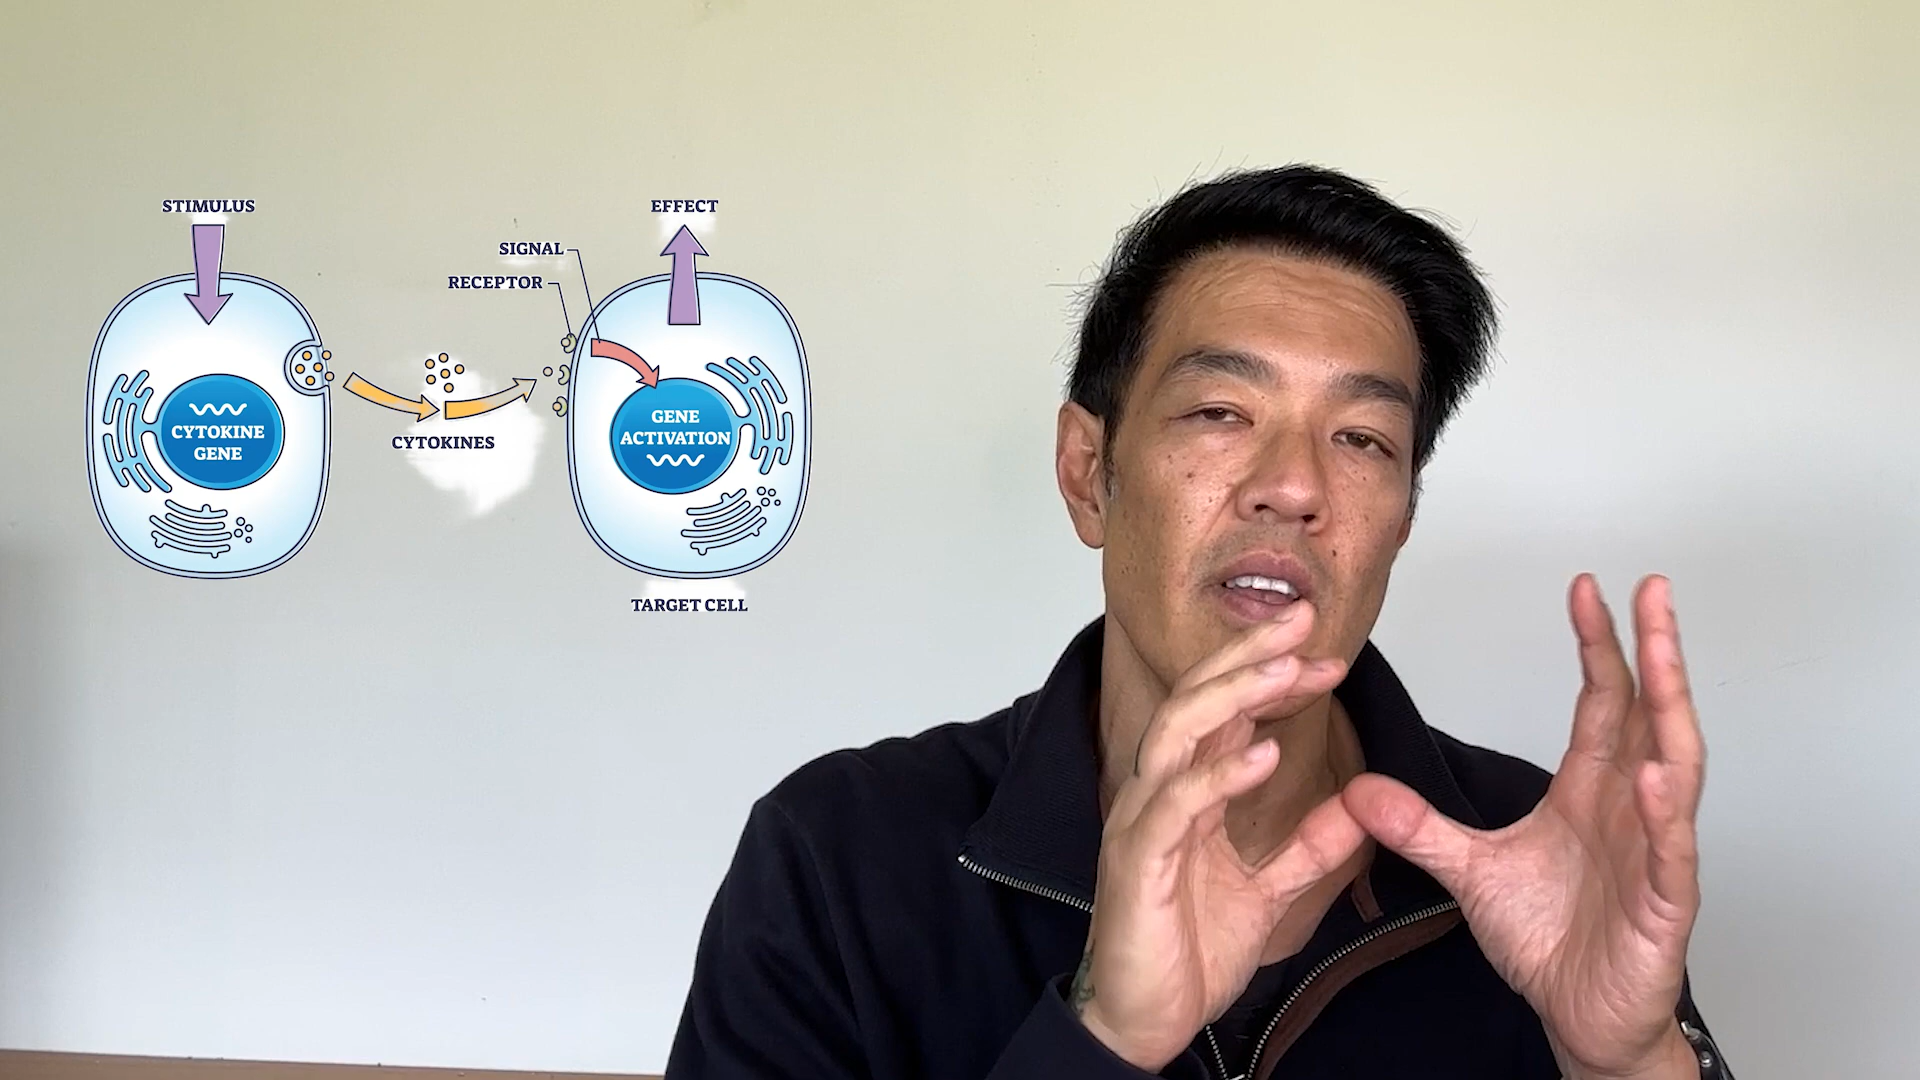 STIMULUS
EFFECT
SIGNAL
RECEPTOR
CYTOKINE
GENE
CYTOKINES
GENE
ACTIVATION
TARGET CELL